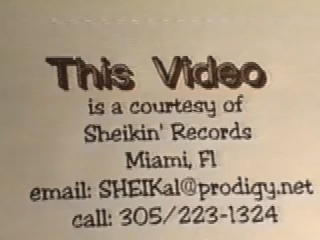 This Video
is a courtesy of
Sheikin' Records
Miami, Fl
email: SHEIKal@prodigy.net
call: 305/223-1324